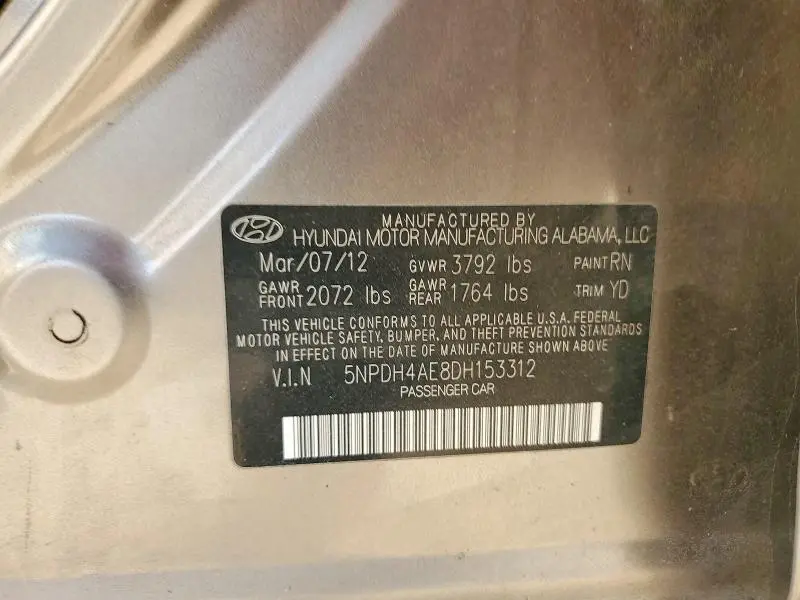 MANUFACTURED BY
HYUNDAI MOTOR MANUFACTURING ALABAMA, LLC
Mar/07/12 GVWR 3792 lbs PAINT RN
GAWR FRONT 2072 lbs GAWR REAR 1764 lbs TRIM YD
THIS VEHICLE CONFORMS TO ALL APPLICABLE U.S.A. FEDERAL
MOTOR VEHICLE SAFETY, BUMPER, AND THEFT PREVENTION STANDARDS
IN EFFECT ON THE DATE OF MANUFACTURE SHOWN ABOVE
V.I.N 5NPDH4AE8DH153312
PASSENGER CAR